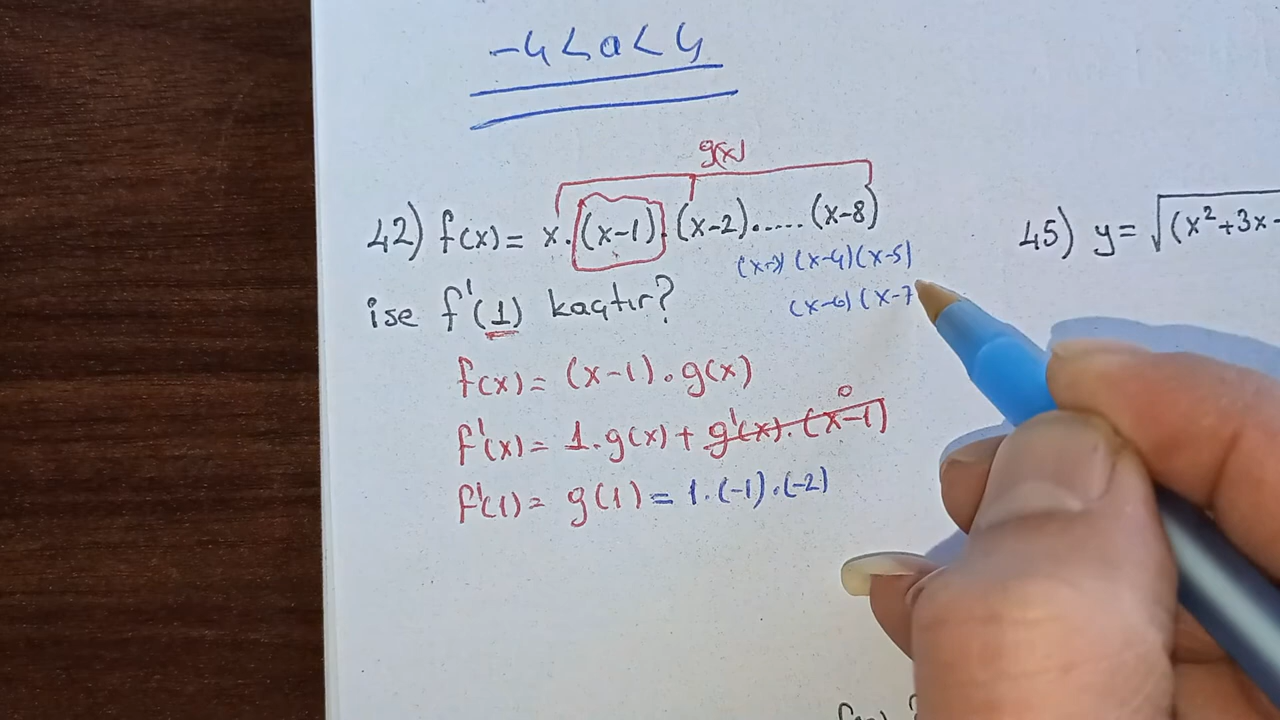 -4<a<4
g(x)
42) f(x)= x.(x-1).(x-2).....(x-8)
(x-3) (x-4)(x-5)
(x-6)(x-7
ise f'(1) kaçtır?
f(x)= (x-1).g(x)
0
f'(x)= 1.g(x)+g'(x).(x-1)
f'(1)= g(1)=1.(-1).(-2)
45) y=√(x²+3x-